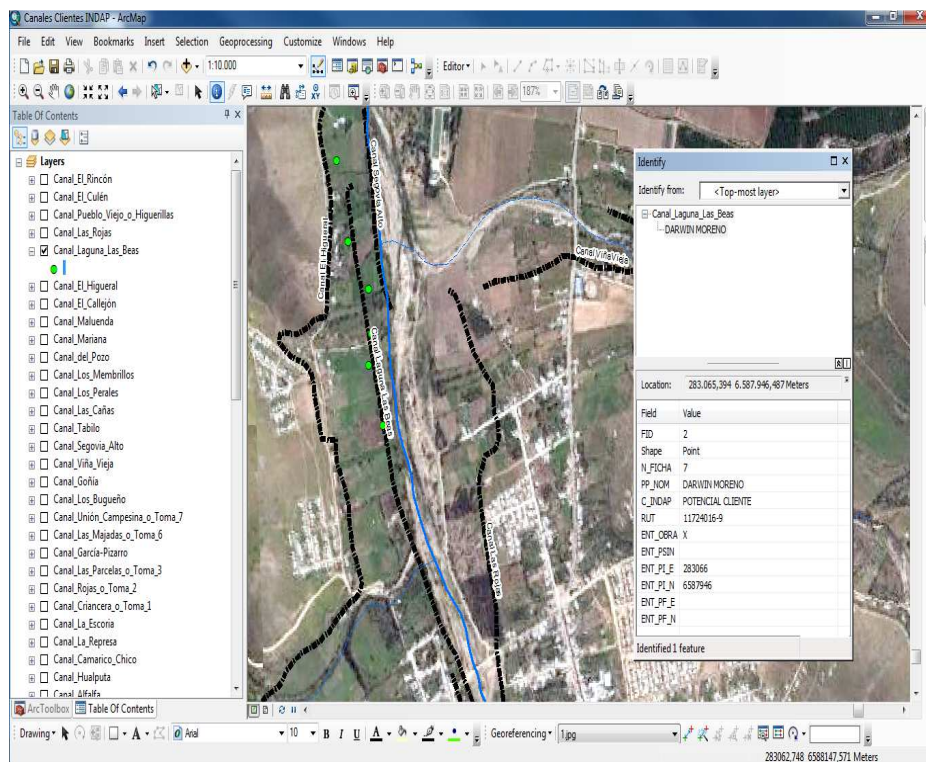 Canales Clientes INDAP - ArcMap
File Edit View Bookmarks Insert Selection Geoprocessing Customize Windows Help
1:10.000
Editor
187%
Table Of Contents
Layers
Canal_El_Rincón
Canal_El_Culén
Canal_Pueblo_Viejo_o_Higuerillas
Canal_Las_Rojas
Canal_Laguna_Las_Beas
Canal_El_Higueral
Canal_El_Callejón
Canal_Maluenda
Canal_Mariana
Canal_del_Pozo
Canal_Los_Membrillos
Canal_Los_Perales
Canal_Las_Cañas
Canal_Tabilo
Canal_Segovia_Alto
Canal_Viña_Vieja
Canal_Goñía
Canal_Los_Bugueño
Canal_Unión_Campesina_o_Toma_7
Canal_Las_Majadas_o_Toma_6
Canal_García-Pizarro
Canal_Las_Parcelas_o_Toma_3
Canal_Rojas_o_Toma_2
Canal_Criancera_o_Toma_1
Canal_La_Escoria
Canal_La_Represa
Canal_Camarico_Chico
Canal_Hualputa
Canal_Alfalfa
ArcToolbox Table Of Contents
Canal Segovia Alto
Canal El Higueral
Canal Viña Vieja
Canal Laguna Las Beas
Canal Las Rojas
Identify
Identify from: <Top-most layer>
Canal_Laguna_Las_Beas
DARWIN MORENO
Location: 283.065,394 6.587.946,487 Meters
Field Value
FID 2
Shape Point
N_FICHA 7
PP_NOM DARWIN MORENO
C_INDAP POTENCIAL CLIENTE
RUT 11724016-9
ENT_OBRA X
ENT_PSIN
ENT_PI_E 283066
ENT_PI_N 6587946
ENT_PF_E
ENT_PF_N
Identified 1 feature
Drawing A Arial 10 B I U A Georeferencing 1.jpg
283062,748 6588147,571 Meters